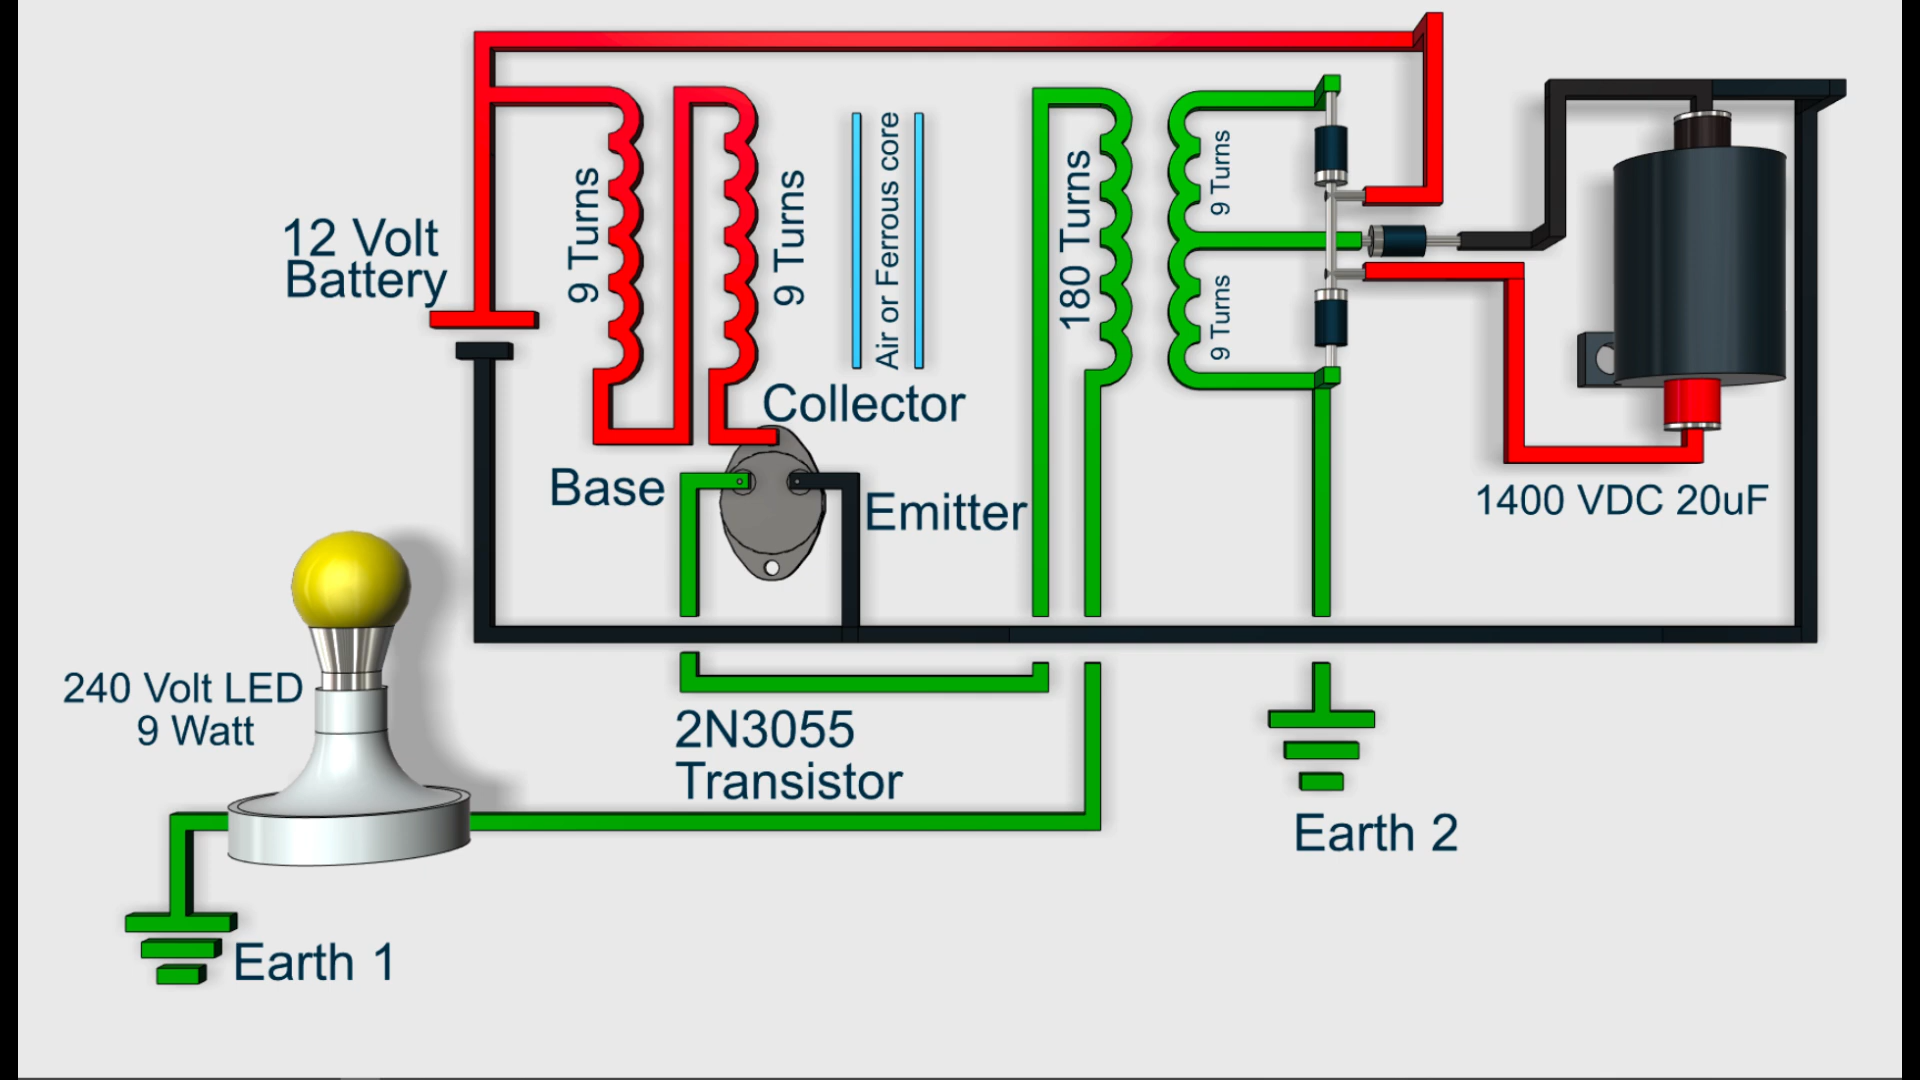 12 Volt
Battery
9 Turns
9 Turns
Air or Ferrous core
180 Turns
9 Turns
9 Turns
Collector
Base
Emitter
1400 VDC 20uF
240 Volt LED
9 Watt
2N3055
Transistor
Earth 2
Earth 1